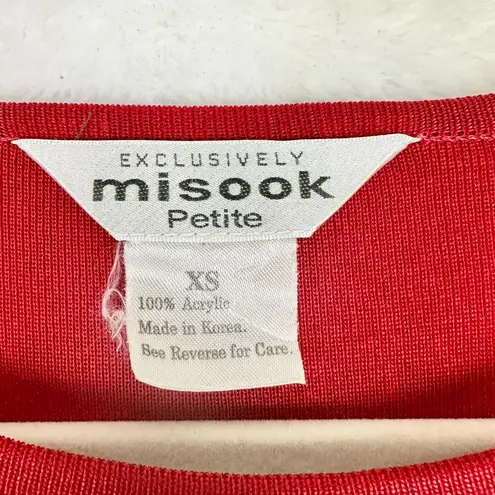 EXCLUSIVELY
misook
Petite
XS
100% Acrylic
Made in Korea.
See Reverse for Care.